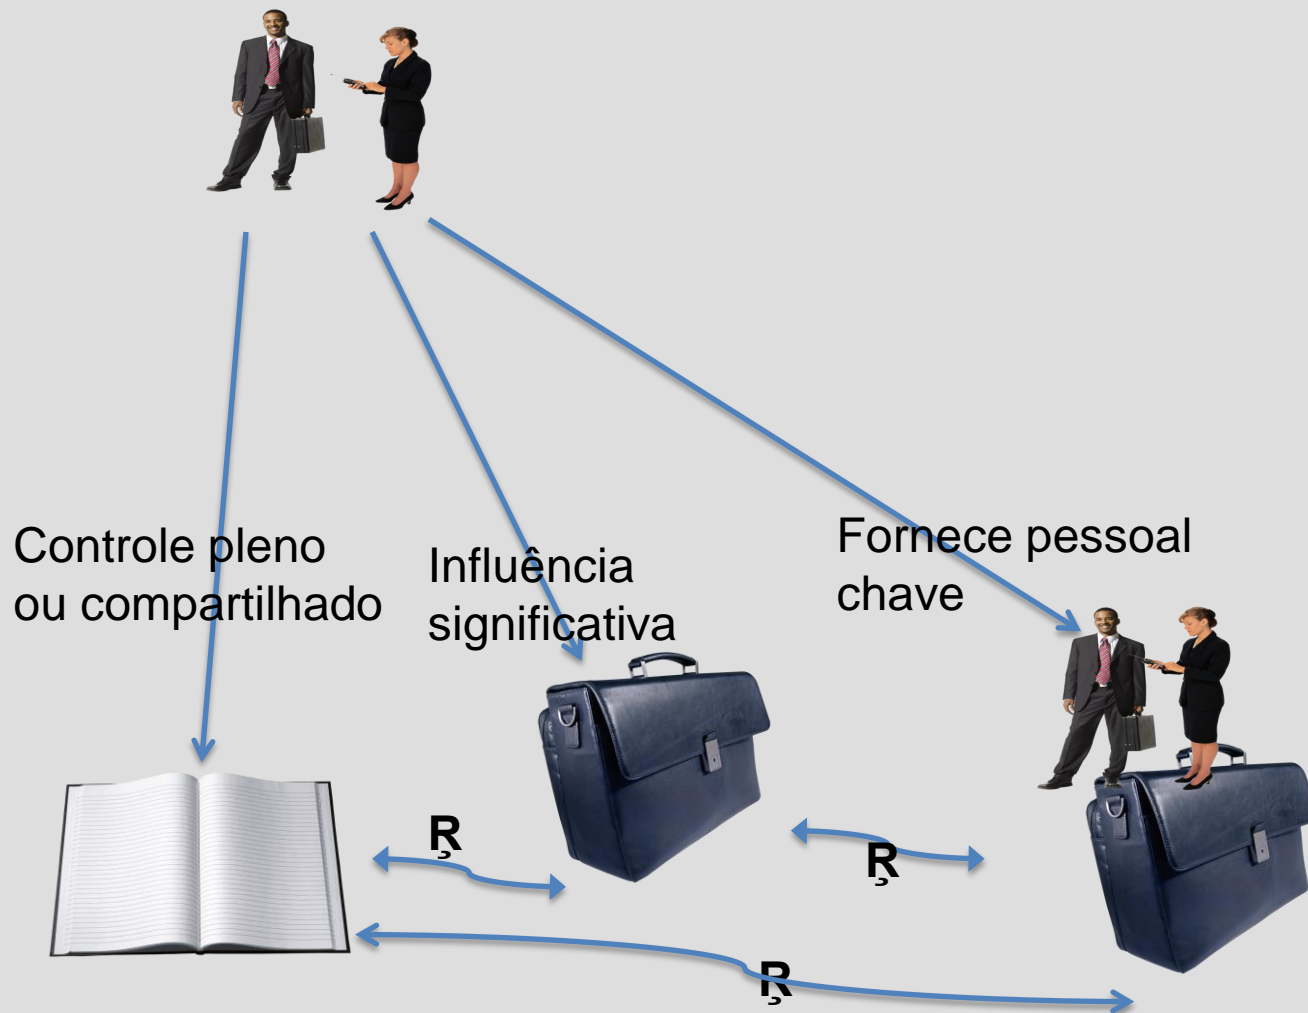 Controle pleno
ou compartilhado
Influência
significativa
Fornece pessoal
chave
Ŗ
Ŗ
Ŗ